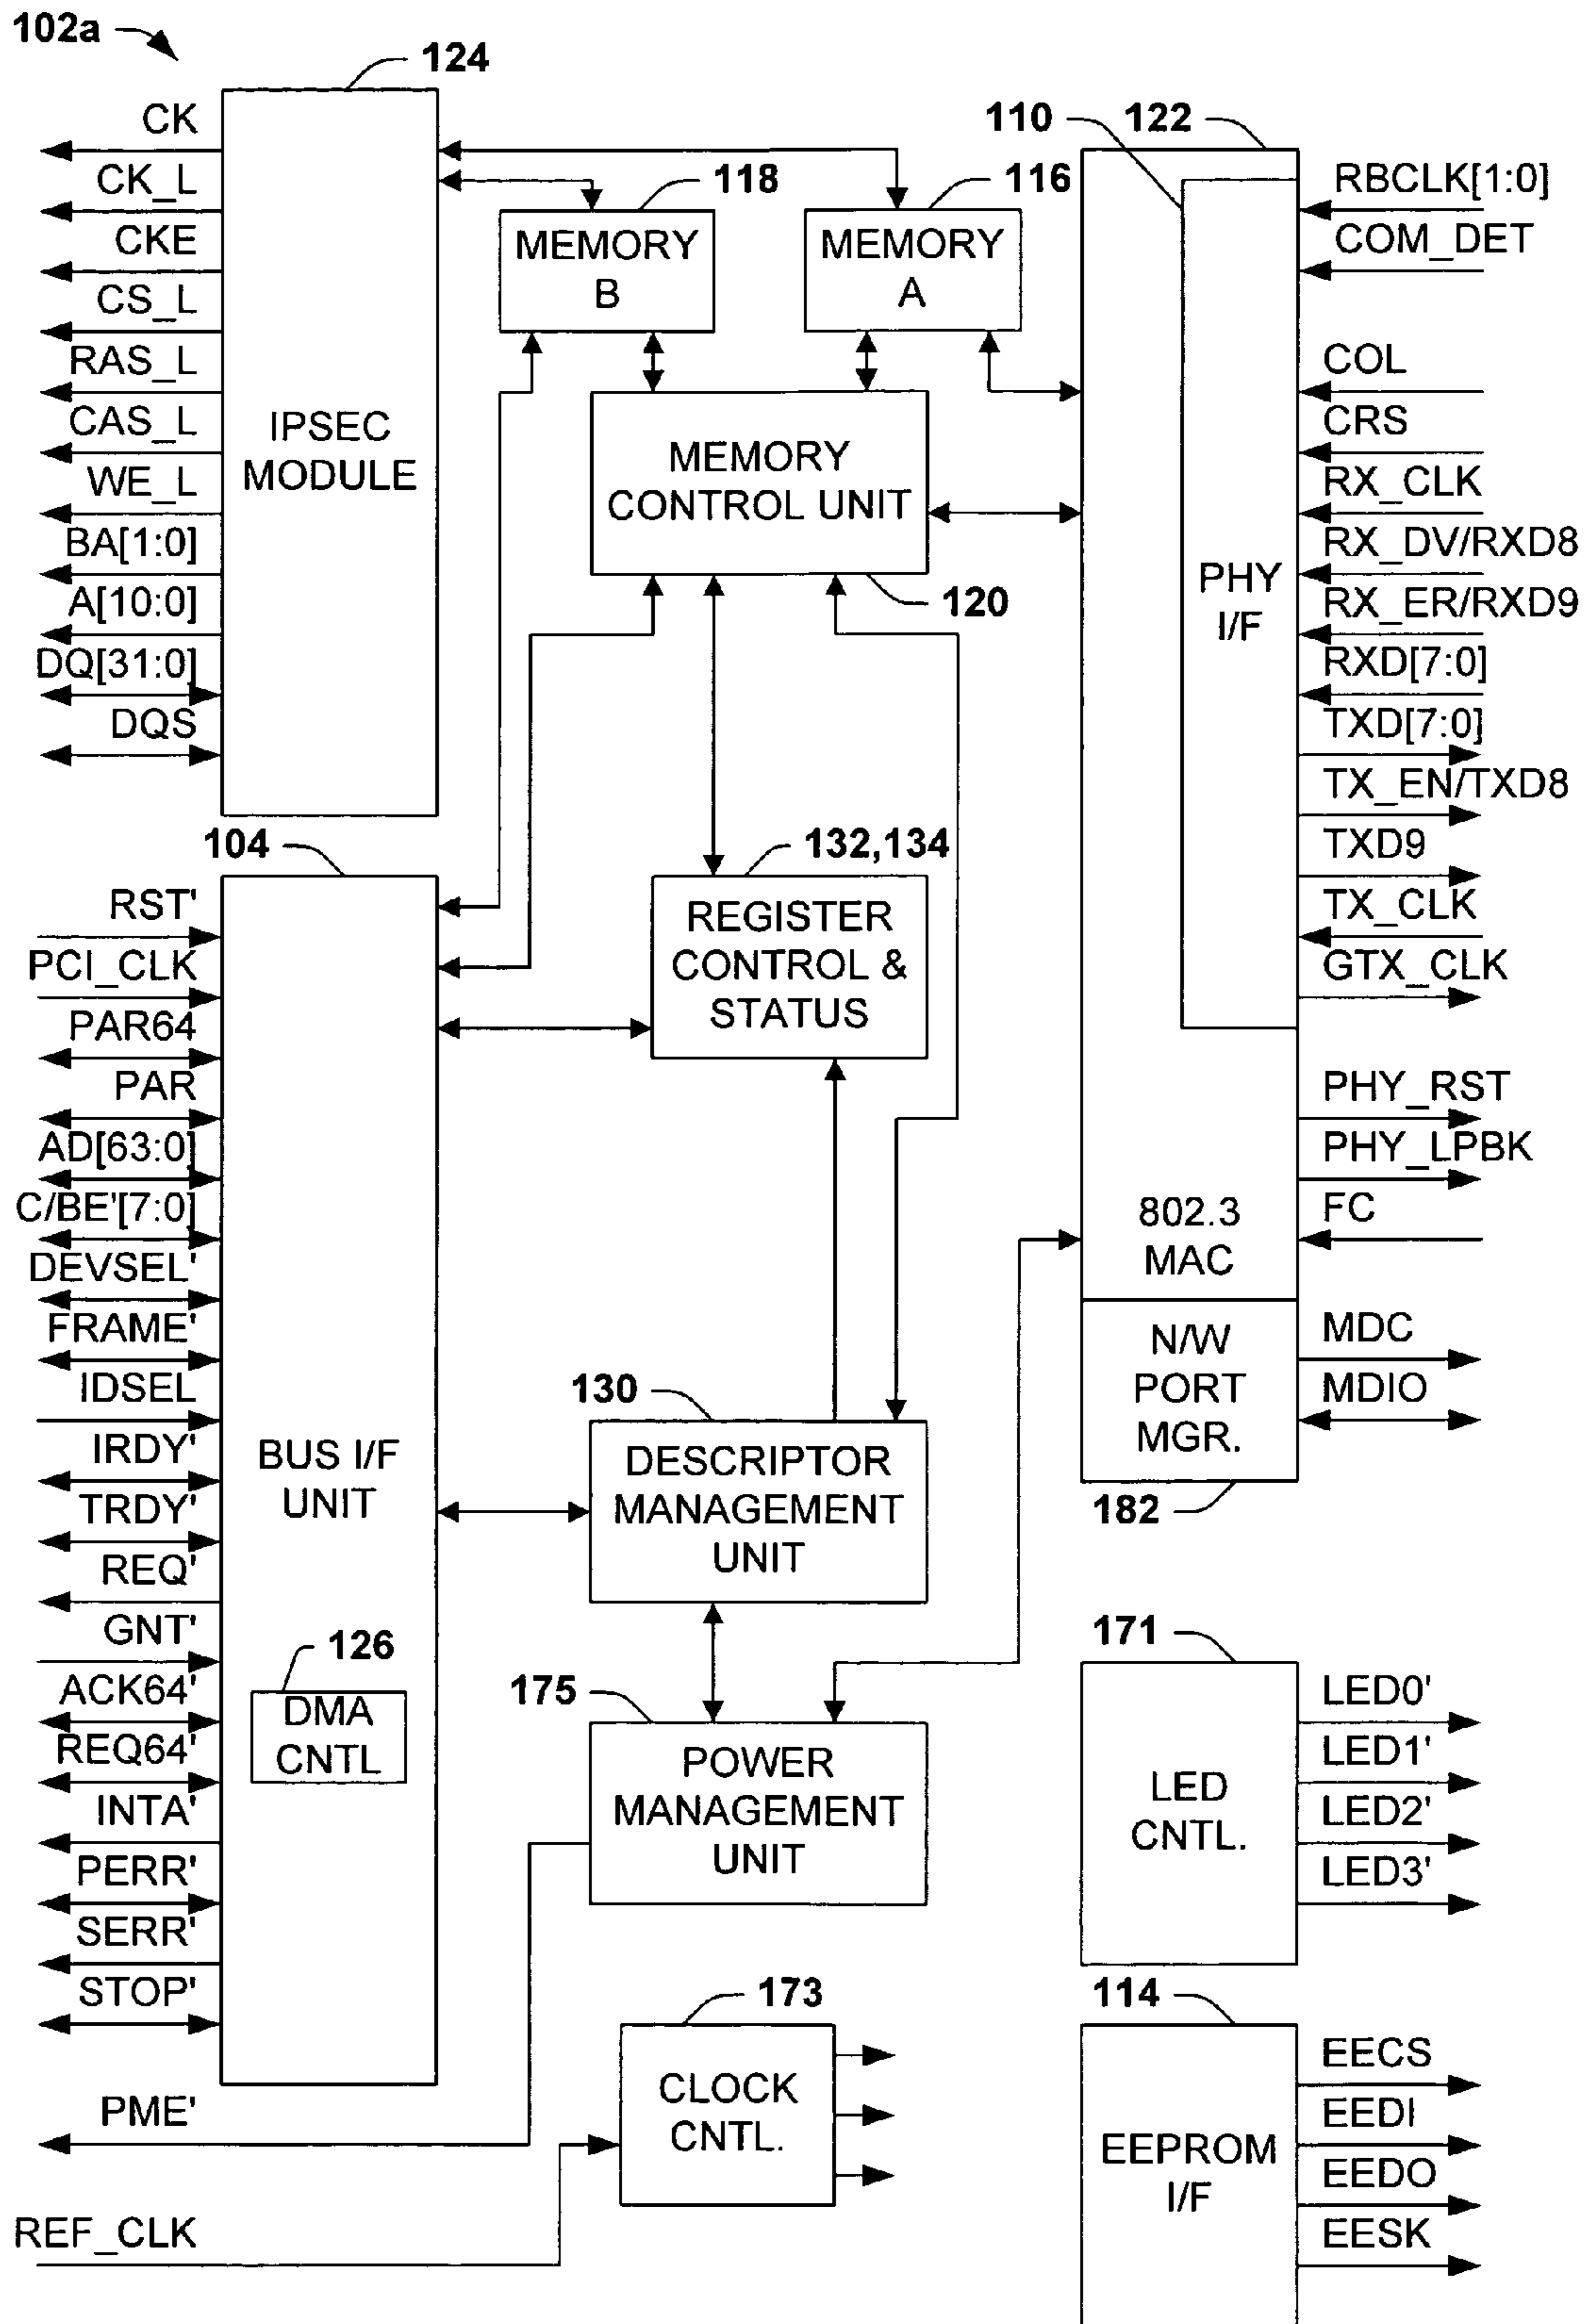 102a
124
CK
CK_L
CKE
CS_L
RAS_L
CAS_L
WE_L
BA[1:0]
A[10:0]
DQ[31:0]
DQS
IPSEC
MODULE
118
MEMORY
B
116
MEMORY
A
MEMORY
CONTROL UNIT
120
110
122
PHY
I/F
RBCLK[1:0]
COM_DET
COL
CRS
RX_CLK
RX_DV/RXD8
RX_ER/RXD9
RXD[7:0]
TXD[7:0]
TX_EN/TXD8
TXD9
TX_CLK
GTX_CLK
PHY_RST
PHY_LPBK
FC
802.3
MAC
N/W
PORT
MGR.
182
MDC
MDIO
104
RST'
PCI_CLK
PAR64
PAR
AD[63:0]
C/BE'[7:0]
DEVSEL'
FRAME'
IDSEL
IRDY'
TRDY'
REQ'
GNT'
ACK64'
REQ64'
INTA'
PERR'
SERR'
STOP'
PME'
REF_CLK
BUS I/F
UNIT
126
DMA
CNTL
132,134
REGISTER
CONTROL &
STATUS
130
DESCRIPTOR
MANAGEMENT
UNIT
175
POWER
MANAGEMENT
UNIT
173
CLOCK
CNTL.
171
LED
CNTL.
LED0'
LED1'
LED2'
LED3'
114
EEPROM
I/F
EECS
EEDI
EEDO
EESK